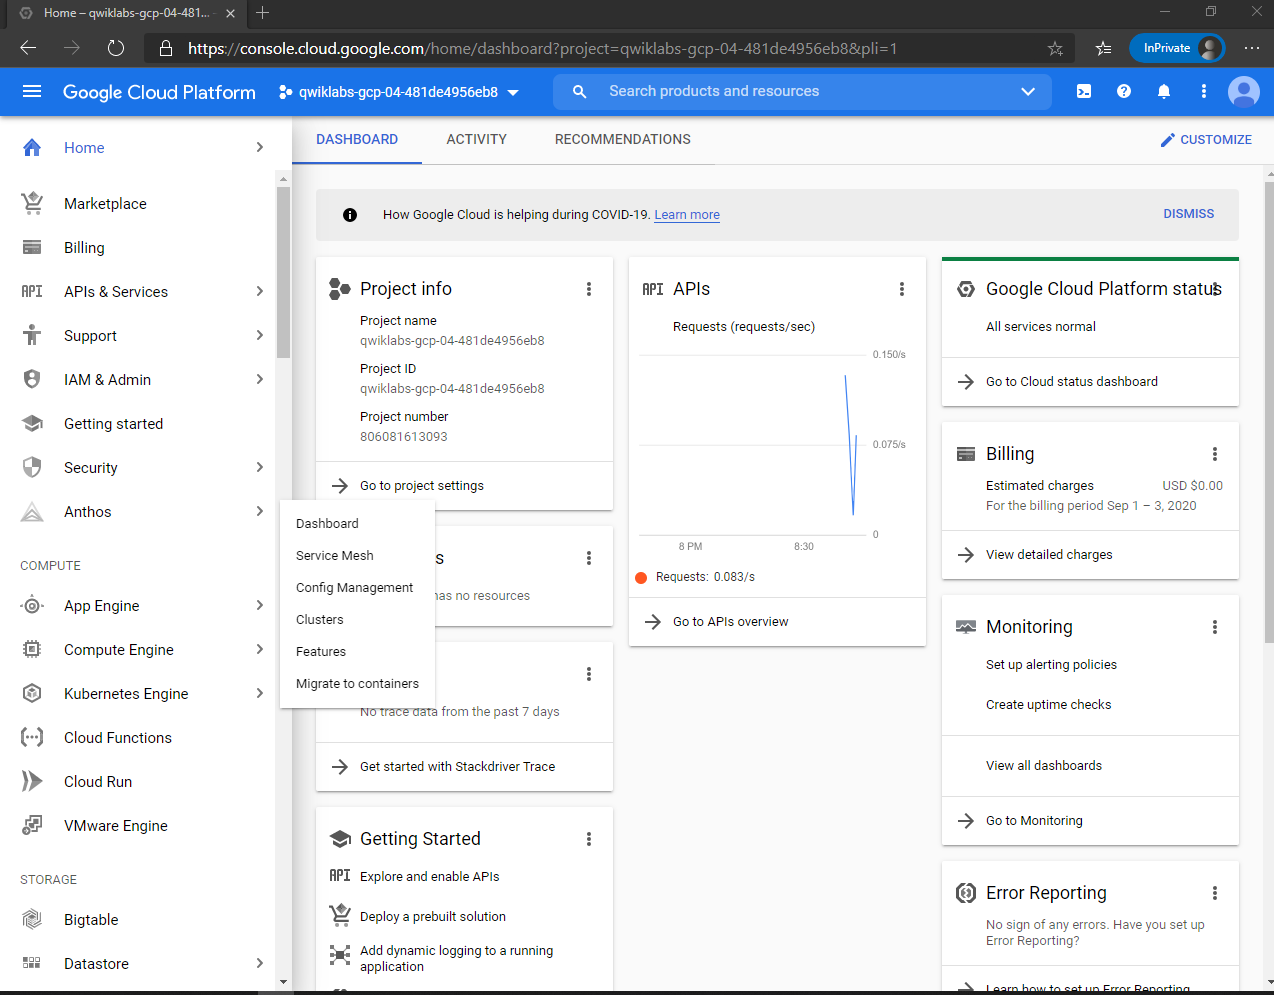 Home – qwiklabs-gcp-04-481...
https://console.cloud.google.com/home/dashboard?project=qwiklabs-gcp-04-481de4956eb8&pli=1
InPrivate
Google Cloud Platform
qwiklabs-gcp-04-481de4956eb8
Search products and resources
Home
Marketplace
Billing
API
APIs & Services
Support
IAM & Admin
Getting started
Security
Anthos
COMPUTE
App Engine
Compute Engine
Kubernetes Engine
Cloud Functions
Cloud Run
VMware Engine
STORAGE
Bigtable
Datastore
Dashboard
Service Mesh
Config Management
Clusters
Features
Migrate to containers
DASHBOARD
ACTIVITY
RECOMMENDATIONS
CUSTOMIZE
How Google Cloud is helping during COVID-19. Learn more
DISMISS
Project info
Project name
qwiklabs-gcp-04-481de4956eb8
Project ID
qwiklabs-gcp-04-481de4956eb8
Project number
806081613093
Go to project settings
s
has no resources
No trace data from the past 7 days
Get started with Stackdriver Trace
Getting Started
API
Explore and enable APIs
Deploy a prebuilt solution
Add dynamic logging to a running
application
API
APIs
Requests (requests/sec)
0.150/s
0.075/s
0
8 PM
8:30
Requests: 0.083/s
Go to APIs overview
Google Cloud Platform status
All services normal
Go to Cloud status dashboard
Billing
Estimated charges
USD $0.00
For the billing period Sep 1 – 3, 2020
View detailed charges
Monitoring
Set up alerting policies
Create uptime checks
View all dashboards
Go to Monitoring
Error Reporting
No sign of any errors. Have you set up
Error Reporting?
Learn how to set up Error Reporting